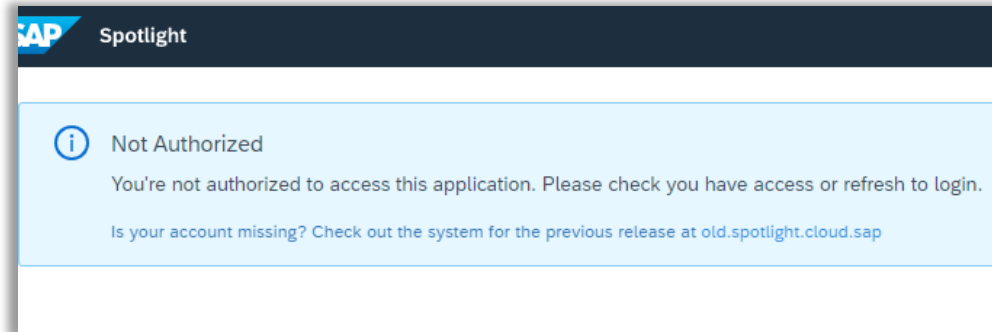 SAP Spotlight
Not Authorized
You're not authorized to access this application. Please check you have access or refresh to login.
Is your account missing? Check out the system for the previous release at old.spotlight.cloud.sap